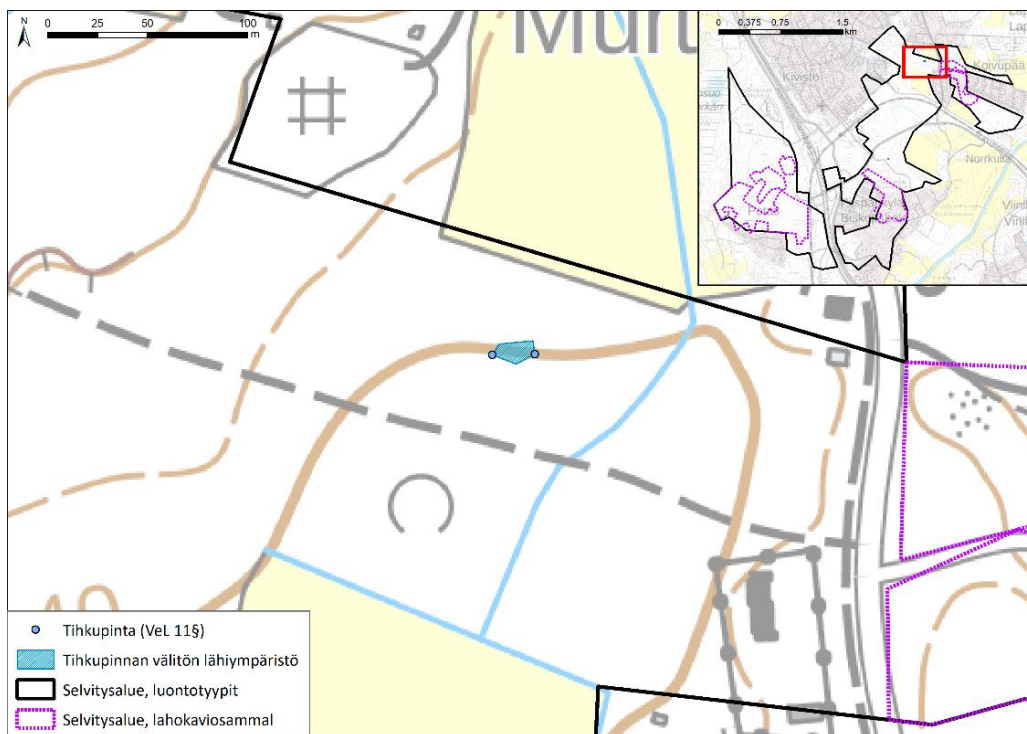 N
0 25 50 100
m
Murt
0 0,375 0,75 1,5
km
Lap
Kivistö
Koivupää
Norrkulla
Tihkupinta (VeL 11§)
Tihkupinnan välitön lähiympäristö
Selvitysalue, luontotyypit
Selvitysalue, lahokaviosammal